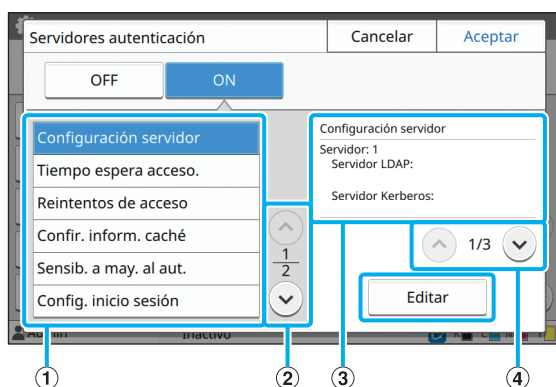 Servidores autenticación
Cancelar
Aceptar
OFF
ON
Configuración servidor
Tiempo espera acceso.
Reintentos de acceso
Confir. inform. caché
Sensib. a may. al aut.
Config. inicio sesión
1
2
Configuración servidor
Servidor: 1
Servidor LDAP:
Servidor Kerberos:
1/3
Editar
Admin
Inactivo
K C M Y
1 2 3 4